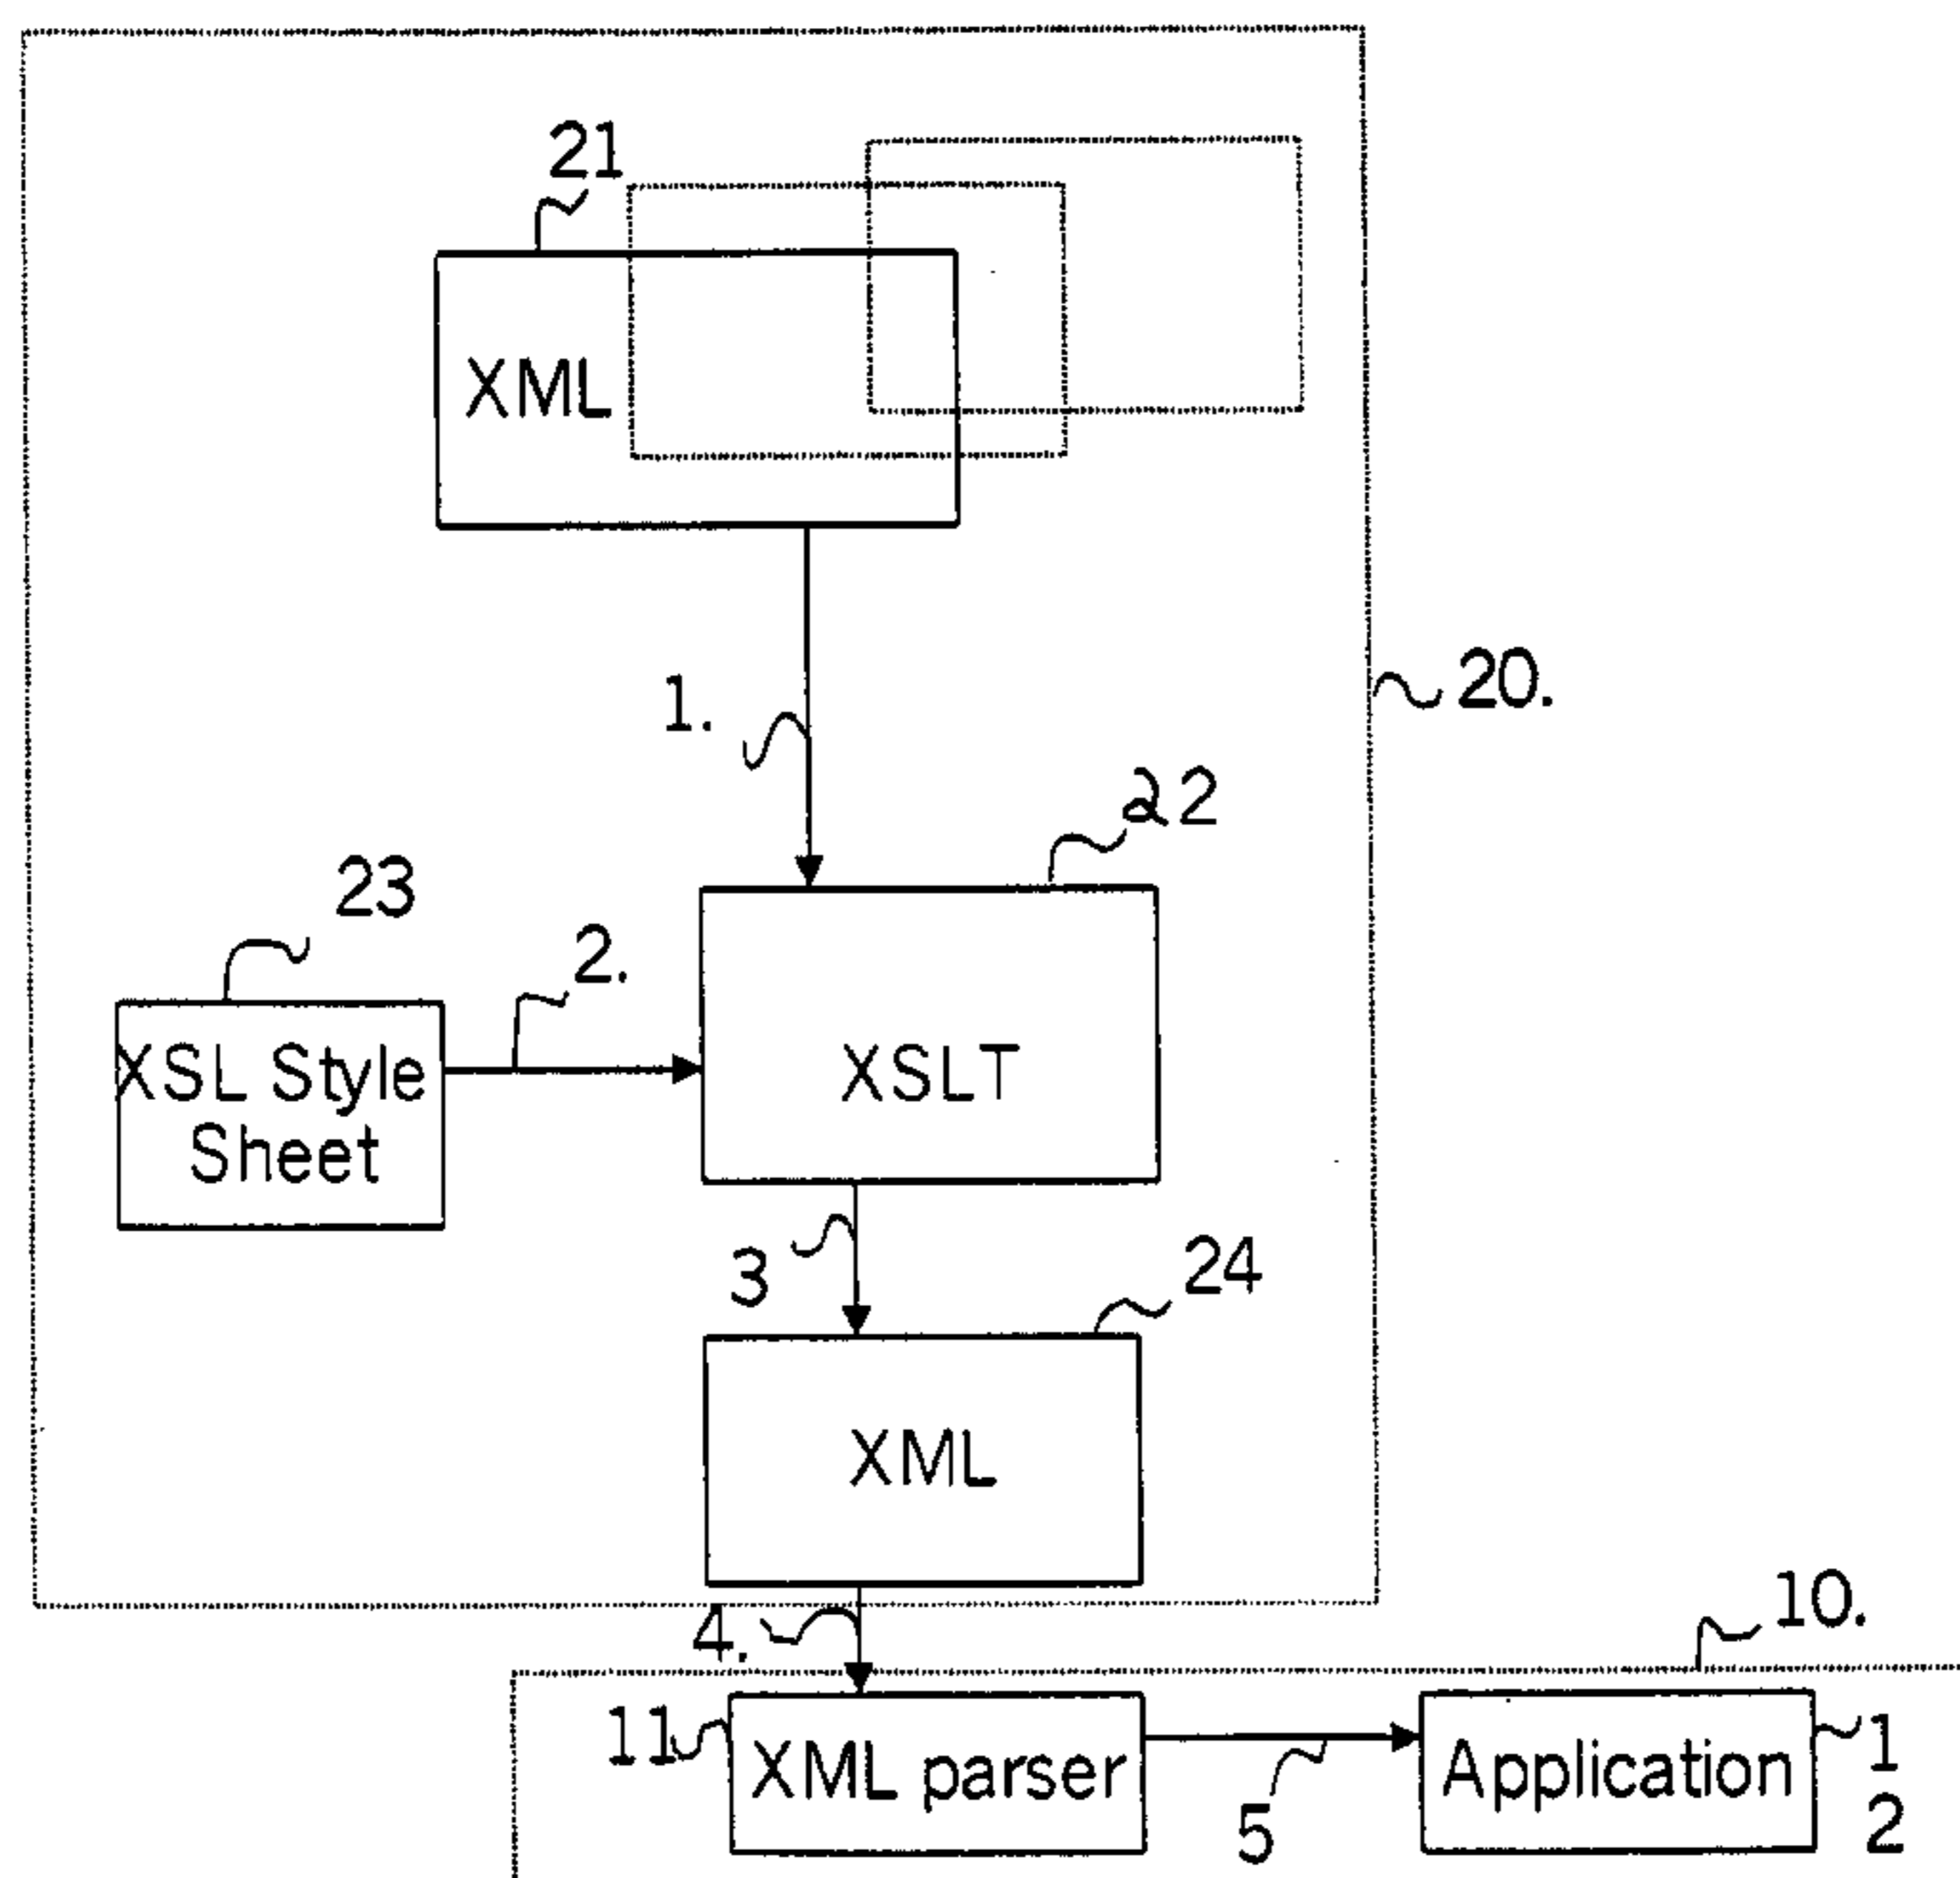 21
XML
1.
20.
22
23
2.
XSL Style
Sheet
XSLT
3
24
XML
4.
10.
11
XML parser
5
Application
1
2